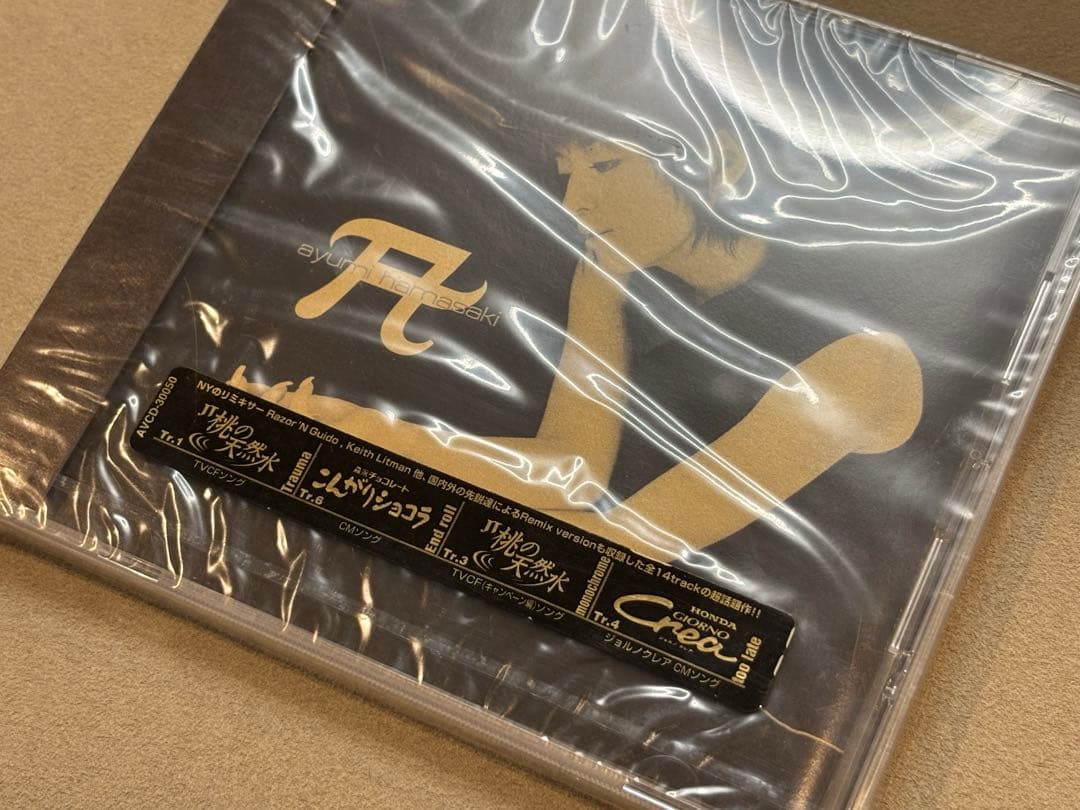 ayumi hamasaki
AVCD-30050
NYのリミキサー Razor 'N Guido , Keith Litman 他、国内外の先鋭達によるRemix versionも収録した全14trackの超話題作!!
JT桃の
天然水
Tr.1
TVCFソング
Trauma
森永チョコレート
こんがりショコラ
Tr.6
CMソング
End roll
JT桃の
天然水
Tr.3
TVCF(キャンペーン編)ソング
monochrome
HONDA
GIORNO
Crea
Tr.4
ジョルノクレア CMソング
too late